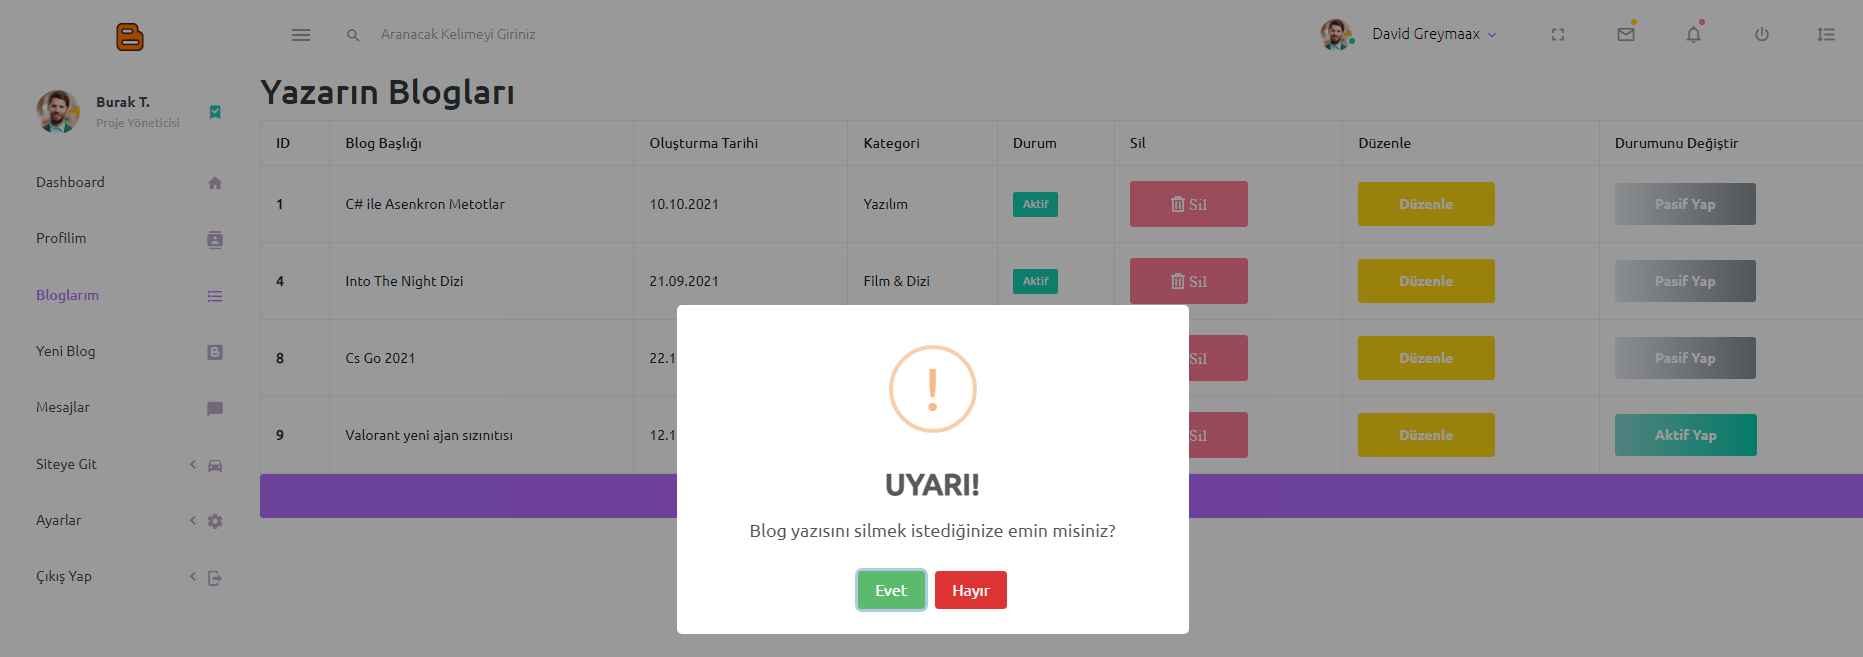 Aranacak Kelimeyi Giriniz
David Greymaax
Burak T.
Proje Yöneticisi
Dashboard
Profilim
Bloglarım
Yeni Blog
Mesajlar
Siteye Git
Ayarlar
Çıkış Yap
Yazarın Blogları
ID Blog Başlığı Oluşturma Tarihi Kategori Durum Sil Düzenle Durumunu Değiştir
1 C# ile Asenkron Metotlar 10.10.2021 Yazılım Aktif Sil Düzenle Pasif Yap
4 Into The Night Dizi 21.09.2021 Film & Dizi Aktif Sil Düzenle Pasif Yap
8 Cs Go 2021 22.1 Sil Düzenle Pasif Yap
9 Valorant yeni ajan sızınıtısı 12.1 Sil Düzenle Aktif Yap
UYARI!
Blog yazısını silmek istediğinize emin misiniz?
Evet Hayır